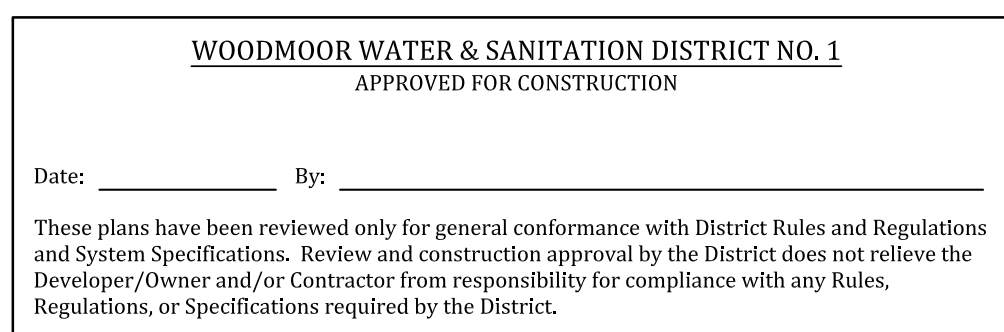 WOODMOOR WATER & SANITATION DISTRICT NO. 1
APPROVED FOR CONSTRUCTION
Date: By:
These plans have been reviewed only for general conformance with District Rules and Regulations
and System Specifications. Review and construction approval by the District does not relieve the
Developer/Owner and/or Contractor from responsibility for compliance with any Rules,
Regulations, or Specifications required by the District.